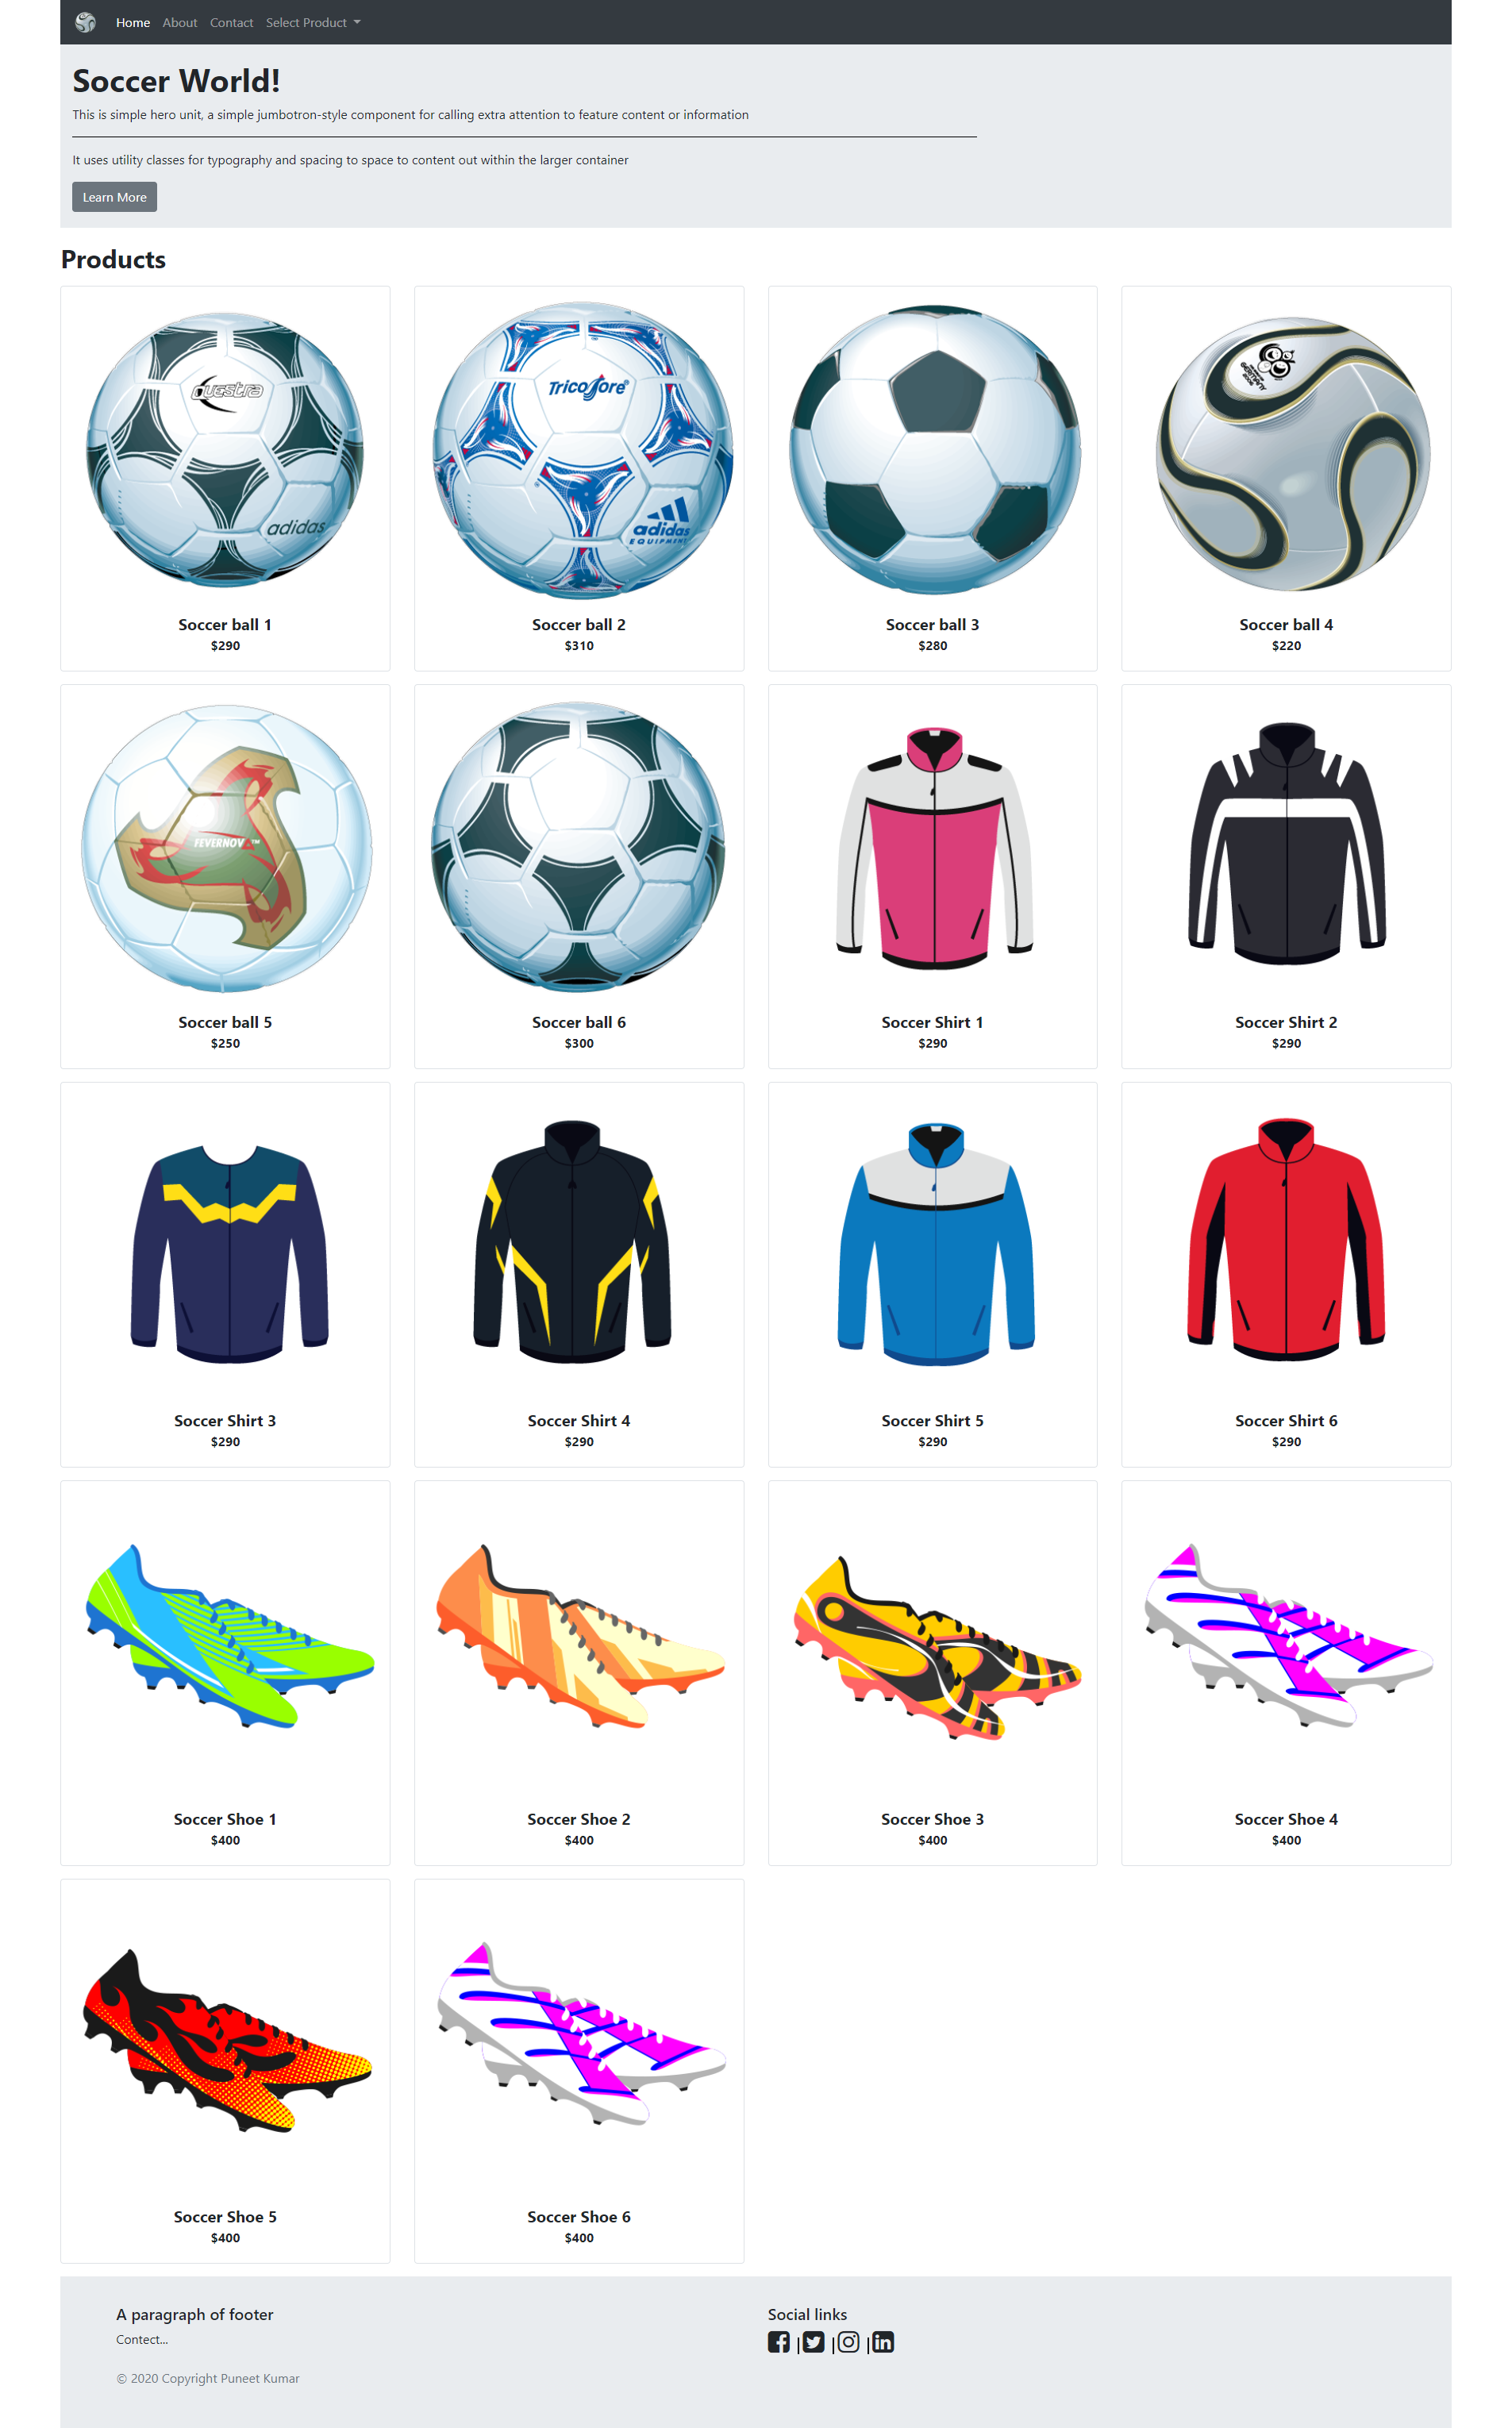 Home About Contact Select Product
Soccer World!
This is simple hero unit, a simple jumbotron-style component for calling extra attention to feature content or information
It uses utility classes for typography and spacing to space to content out within the larger container
Learn More
Products
Questra
adidas
Tricolore
adidas
EQUIPMENT
Soccer ball 1
$290
Soccer ball 2
$310
Soccer ball 3
$280
Soccer ball 4
$220
FEVERNOVA™
Soccer ball 5
$250
Soccer ball 6
$300
Soccer Shirt 1
$290
Soccer Shirt 2
$290
Soccer Shirt 3
$290
Soccer Shirt 4
$290
Soccer Shirt 5
$290
Soccer Shirt 6
$290
Soccer Shoe 1
$400
Soccer Shoe 2
$400
Soccer Shoe 3
$400
Soccer Shoe 4
$400
Soccer Shoe 5
$400
Soccer Shoe 6
$400
A paragraph of footer
Contect...
© 2020 Copyright Puneet Kumar
Social links
| | |